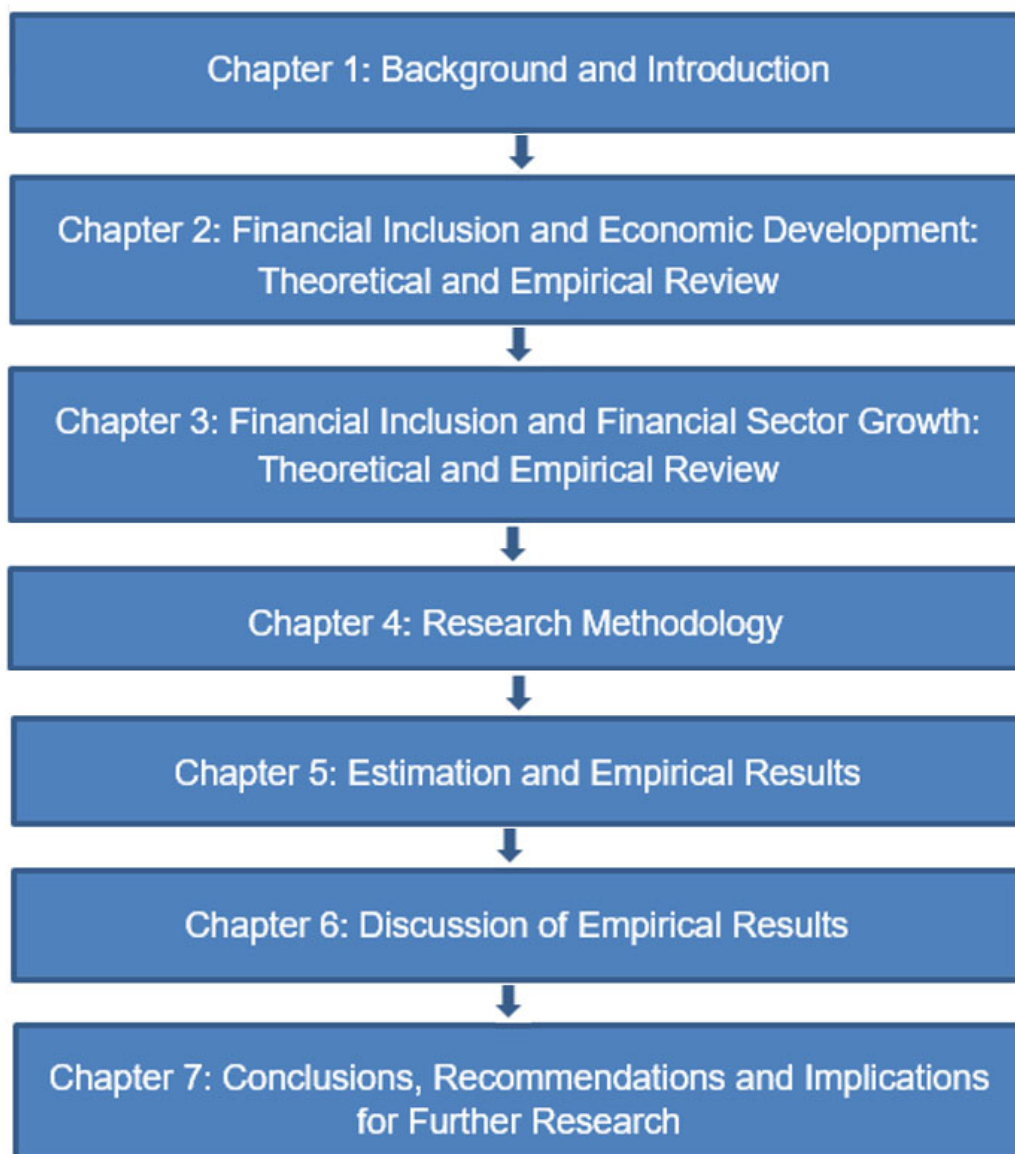 Chapter 1: Background and Introduction
Chapter 2: Financial Inclusion and Economic Development:
Theoretical and Empirical Review
Chapter 3: Financial Inclusion and Financial Sector Growth:
Theoretical and Empirical Review
Chapter 4: Research Methodology
Chapter 5: Estimation and Empirical Results
Chapter 6: Discussion of Empirical Results
Chapter 7: Conclusions, Recommendations and Implications
for Further Research